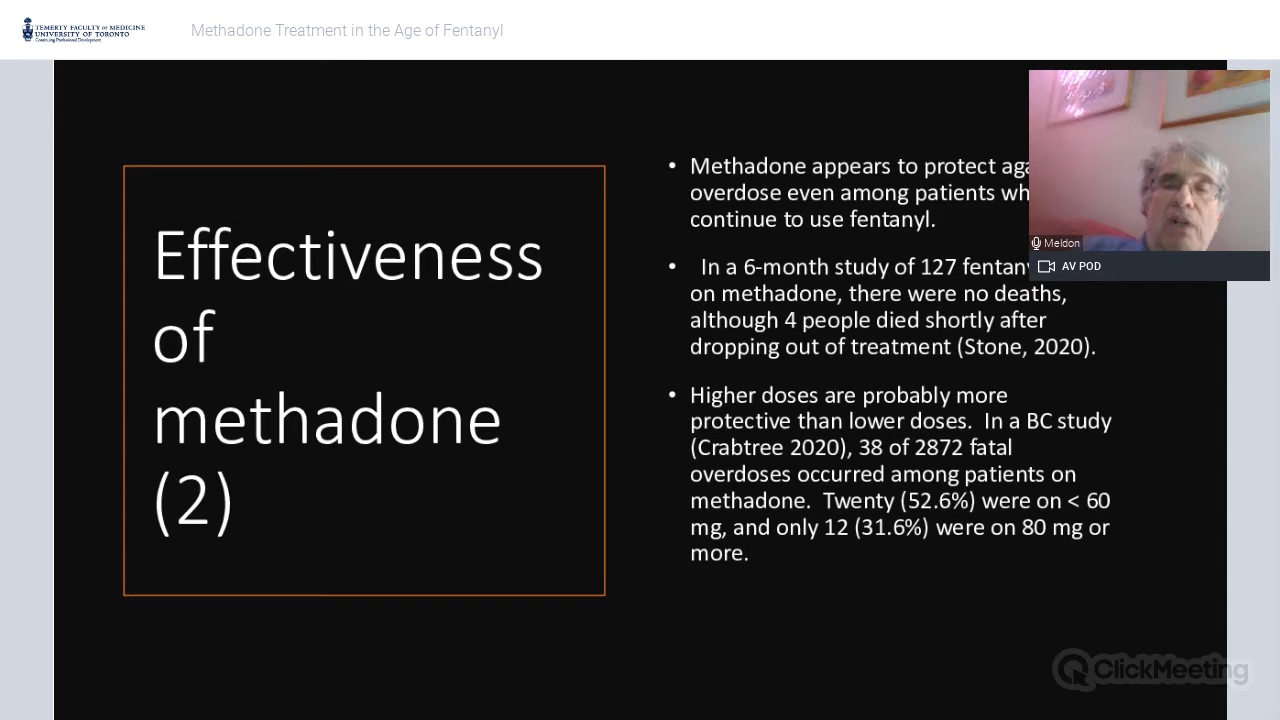 TEMERTY FACULTY OF MEDICINE
UNIVERSITY OF TORONTO
Continuing Professional Development
Methadone Treatment in the Age of Fentanyl
Effectiveness
of
methadone
(2)
• Methadone appears to protect aga
overdose even among patients wh
continue to use fentanyl.
• In a 6-month study of 127 fentany
on methadone, there were no deaths,
although 4 people died shortly after
dropping out of treatment (Stone, 2020).
• Higher doses are probably more
protective than lower doses. In a BC study
(Crabtree 2020), 38 of 2872 fatal
overdoses occurred among patients on
methadone. Twenty (52.6%) were on < 60
mg, and only 12 (31.6%) were on 80 mg or
more.
Meldon
AV POD
ClickMeeting